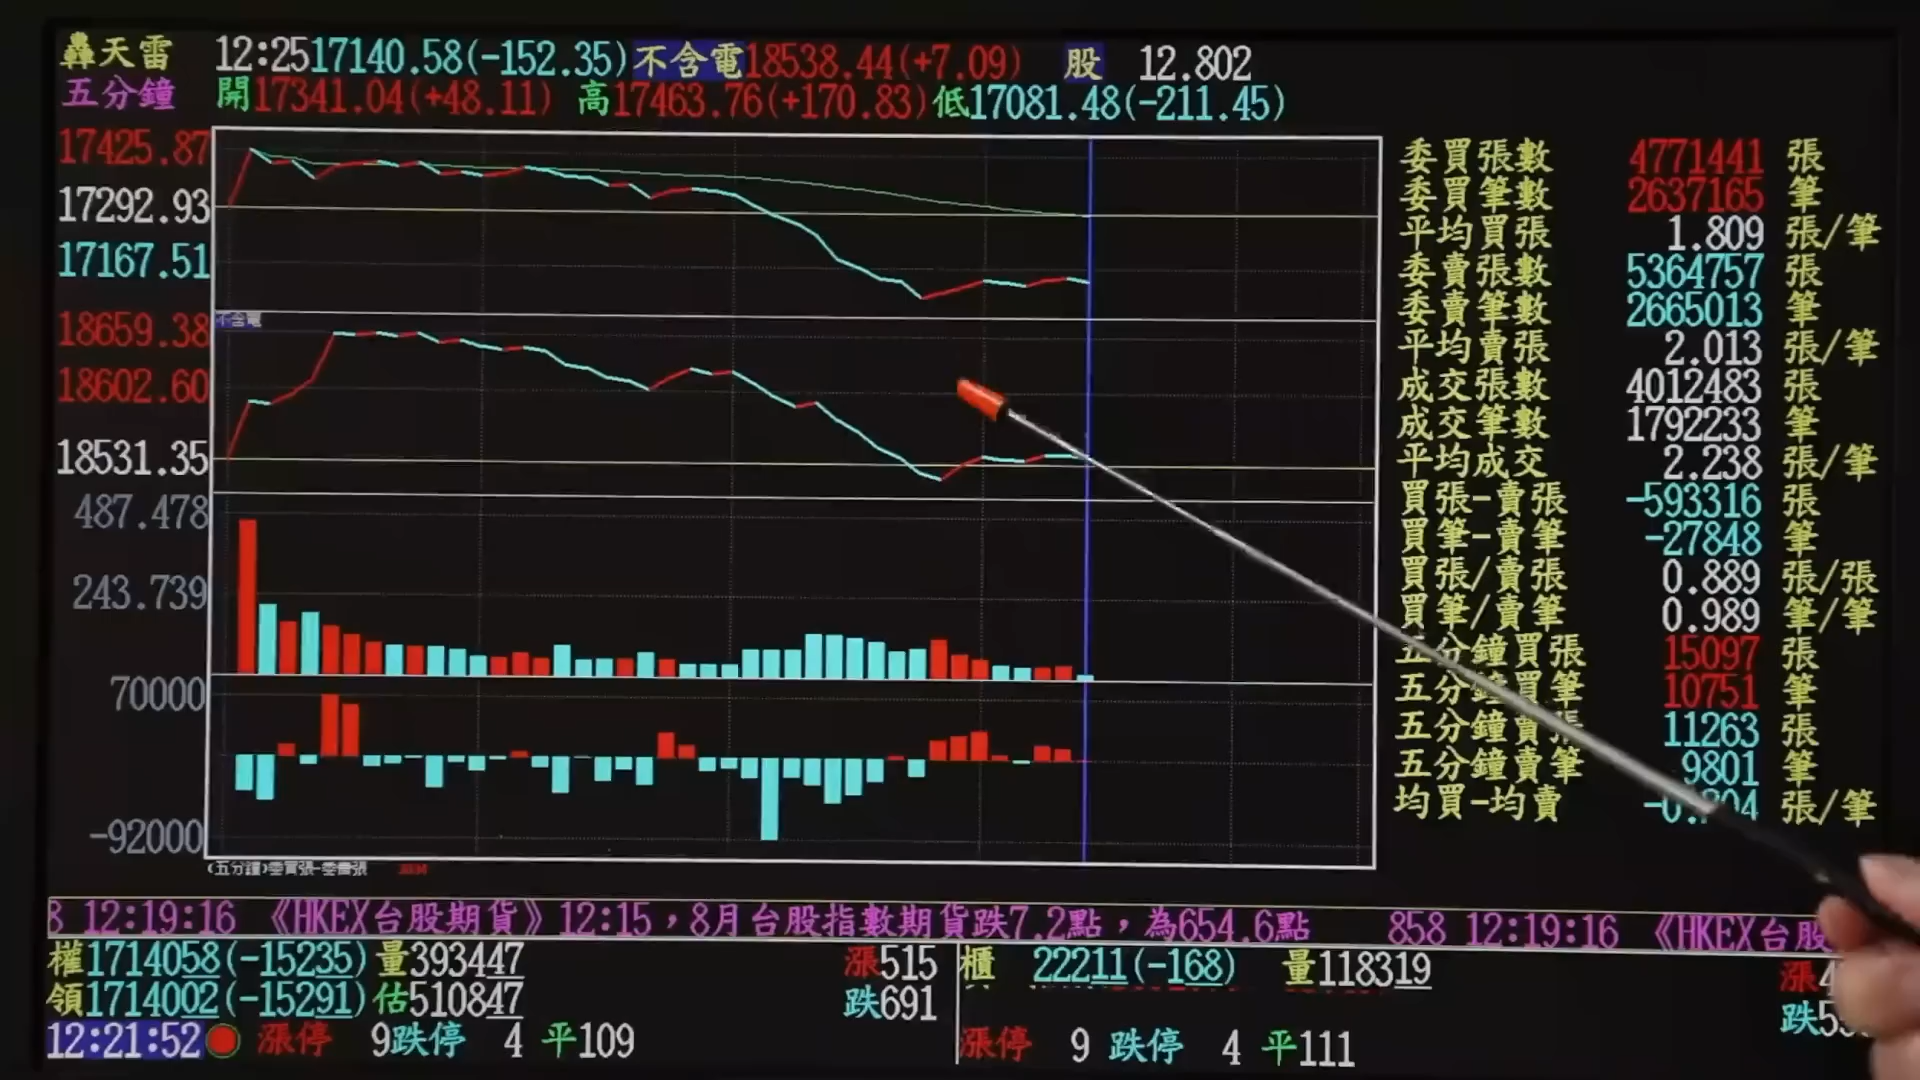 轟天雷 12:25 17140.58(-152.35) 不含電 18538.44(+7.09) 股 12.802
五分鐘 開17341.04(+48.11) 高17463.76(+170.83) 低17081.48(-211.45)
17425.87
17292.93
17167.51
不含電
18659.38
18602.60
18531.35
487.478
243.739
70000
-92000
(五分鐘)委買張-委賣張
委買張數 4771441 張
委買筆數 2637165 筆
平均買張 1.809 張/筆
委賣張數 5364757 張
委賣筆數 2665013 筆
平均賣張 2.013 張/筆
成交張數 4012483 張
成交筆數 1792233 筆
平均成交 2.238 張/筆
買張-賣張 -593316 張
買筆-賣筆 -27848 筆
買張/賣張 0.889 張/張
買筆/賣筆 0.989 筆/筆
五分鐘買張 15097 張
五分鐘買筆 10751 筆
五分鐘賣張 11263 張
五分鐘賣筆 9801 筆
均買-均賣 張/筆
8 12:19:16 《HKEX台股期貨》12:15，8月台股指數期貨跌7.2點，為654.6點 858 12:19:16 《HKEX台股
權1714058(-15235) 量39344​7 漲515 櫃 22211(-168) 量118319 漲
領1714002(-15291) 估510847 跌691 跌
12:21:52 漲停 9 跌停 4 平109 漲停 9 跌停 4 平111